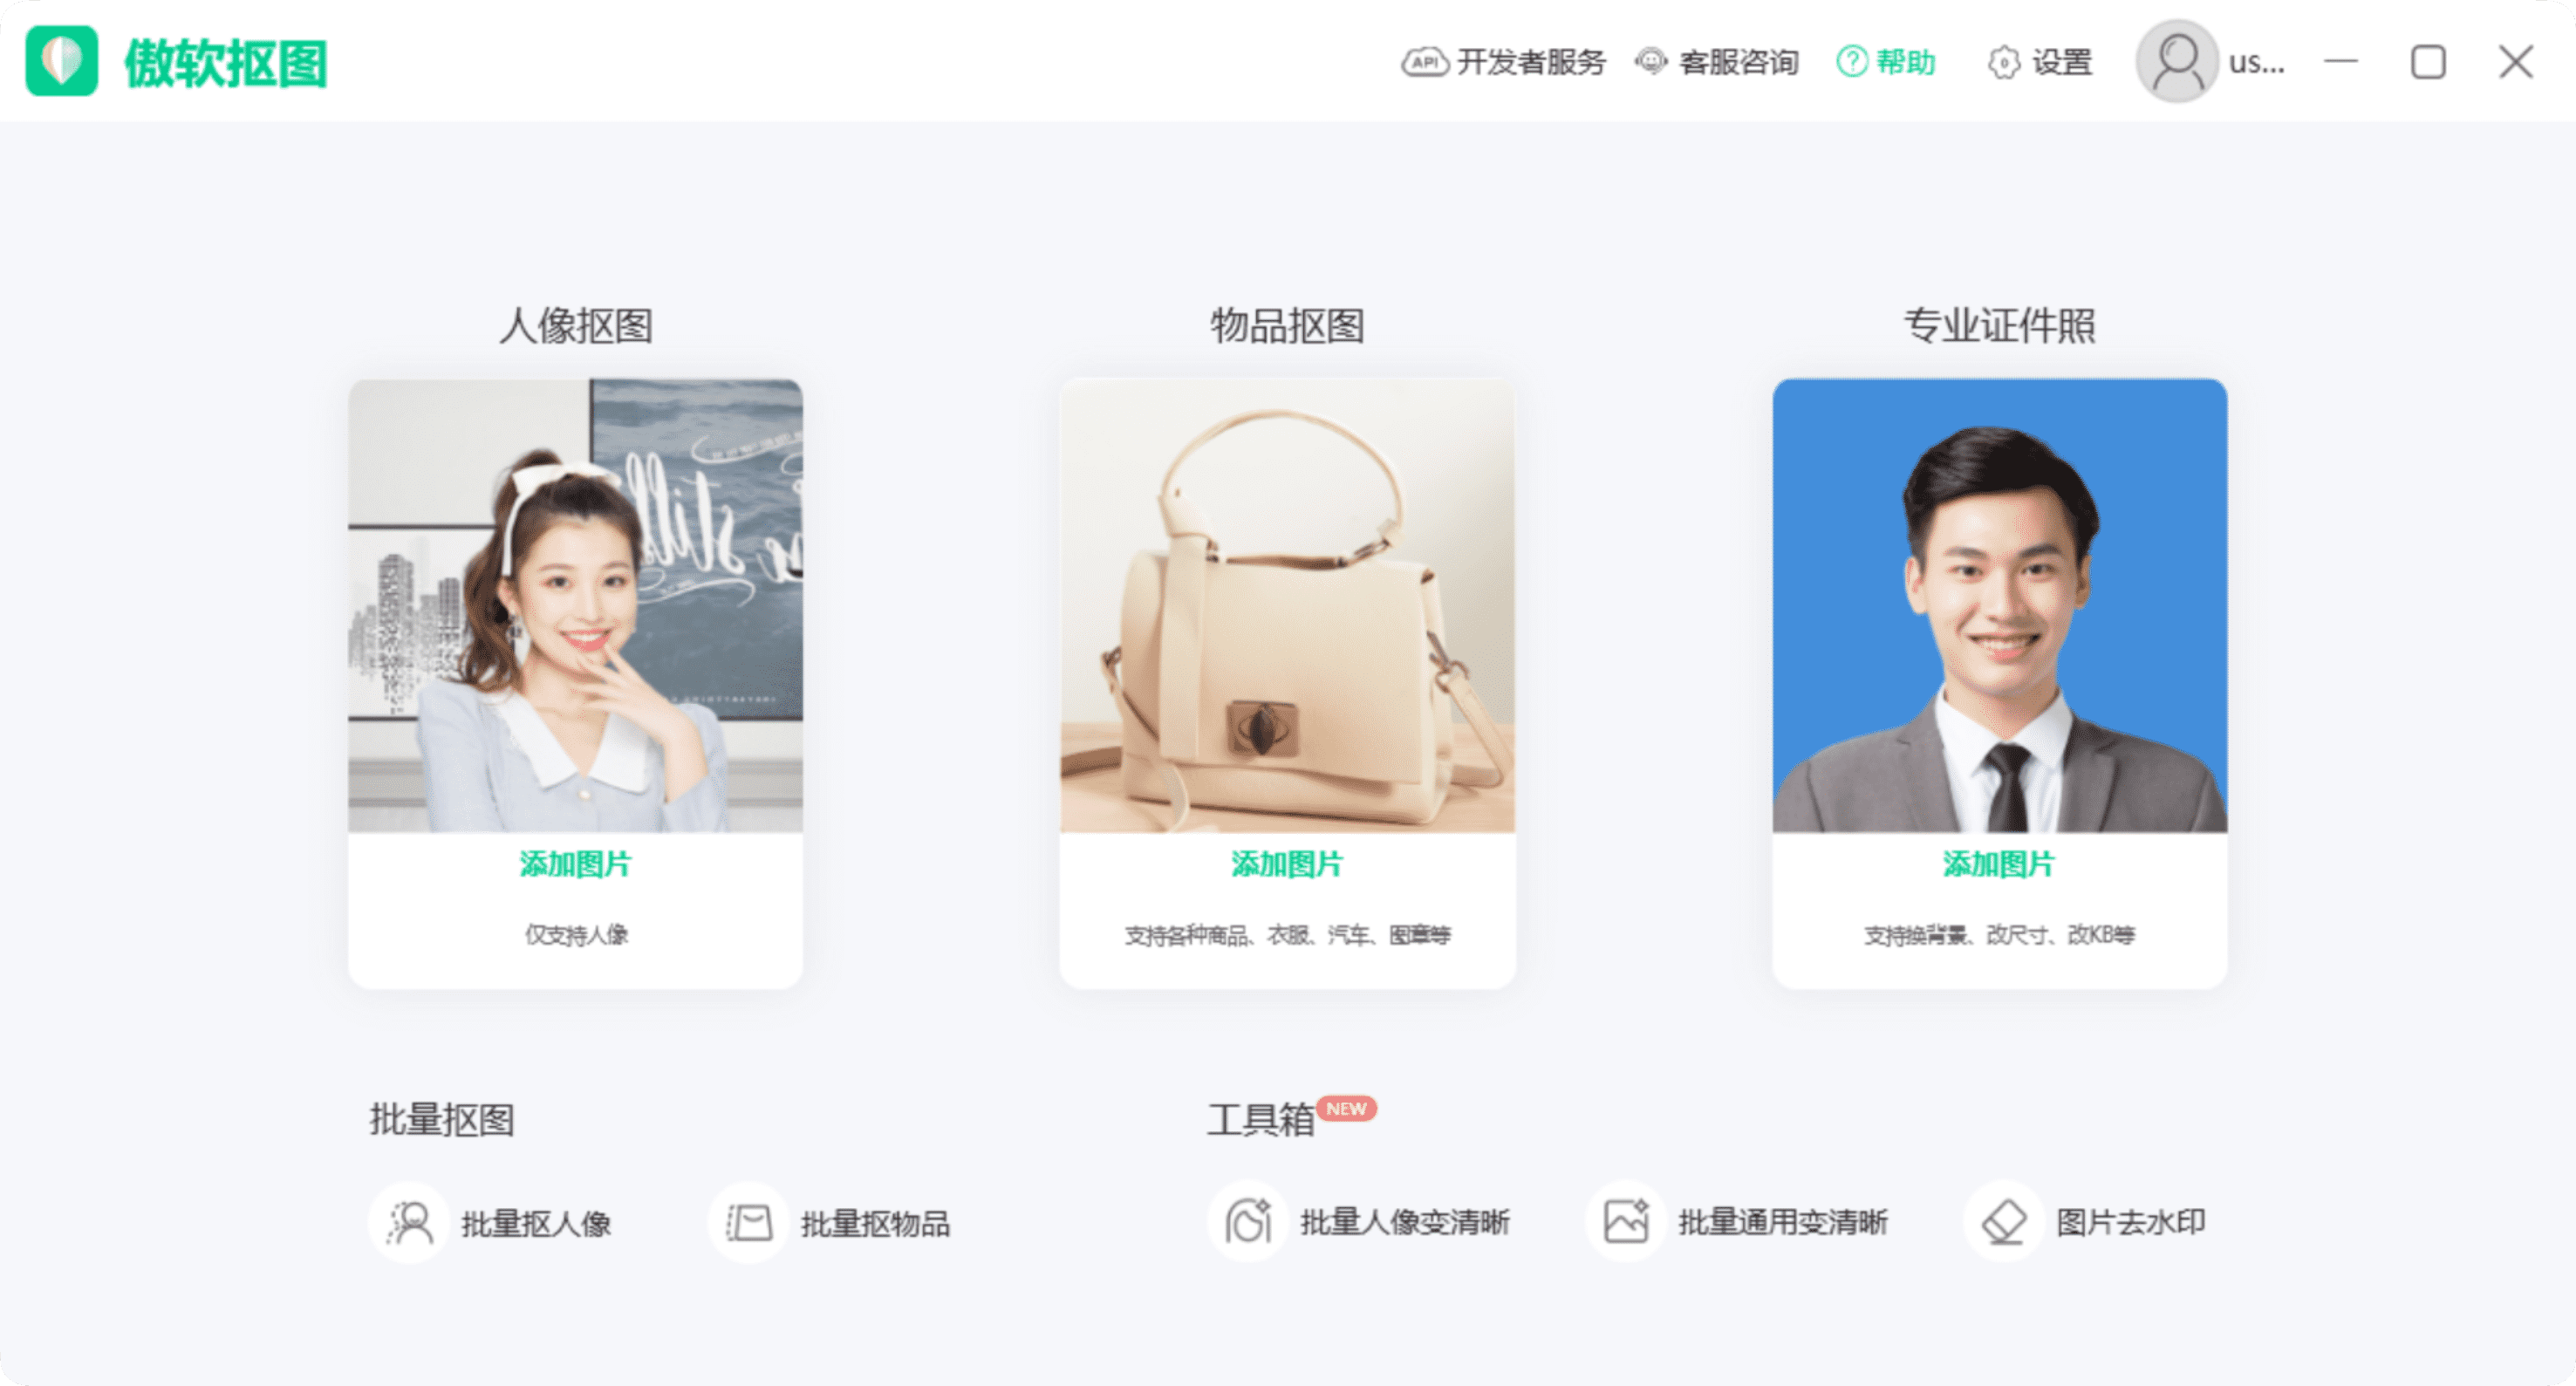 傲软抠图
API 开发者服务 客服咨询 ? 帮助 设置 us...
人像抠图 物品抠图 专业证件照
still
添加图片 添加图片 添加图片
仅支持人像 支持各种商品、衣服、汽车、图章等 支持换背景、改尺寸、改KB等
批量抠图 工具箱 NEW
批量抠人像 批量抠物品 批量人像变清晰 批量通用变清晰 图片去水印